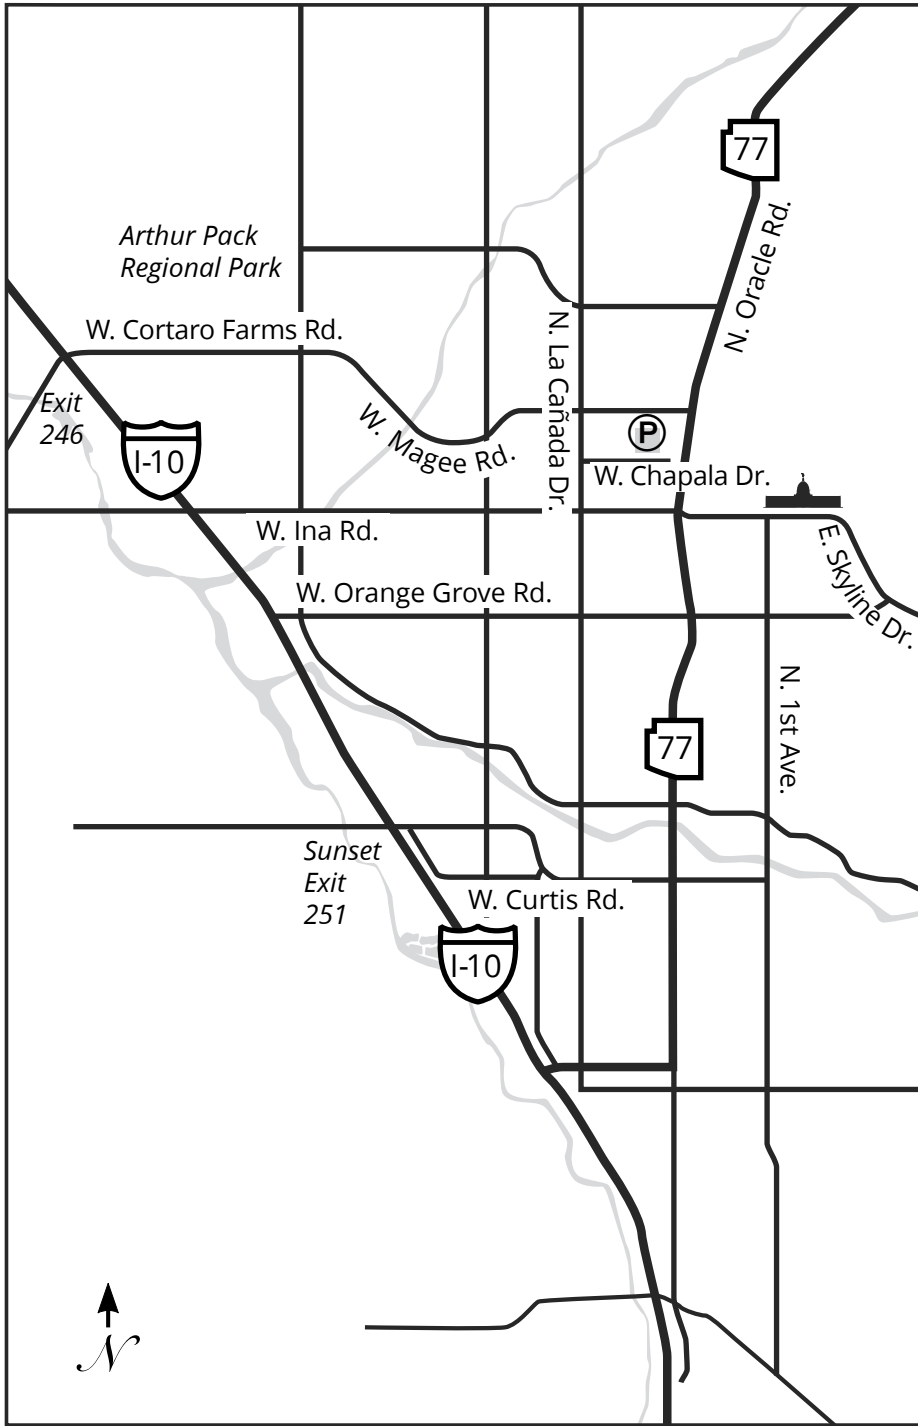 77
N. Oracle Rd.
Arthur Pack
Regional Park
W. Cortaro Farms Rd.
N. La Cañada Dr.
Exit
246
W. Magee Rd.
P
I-10
W. Chapala Dr.
W. Ina Rd.
E. Skyline Dr.
W. Orange Grove Rd.
N. 1st Ave.
77
Sunset
Exit
251
W. Curtis Rd.
I-10
N